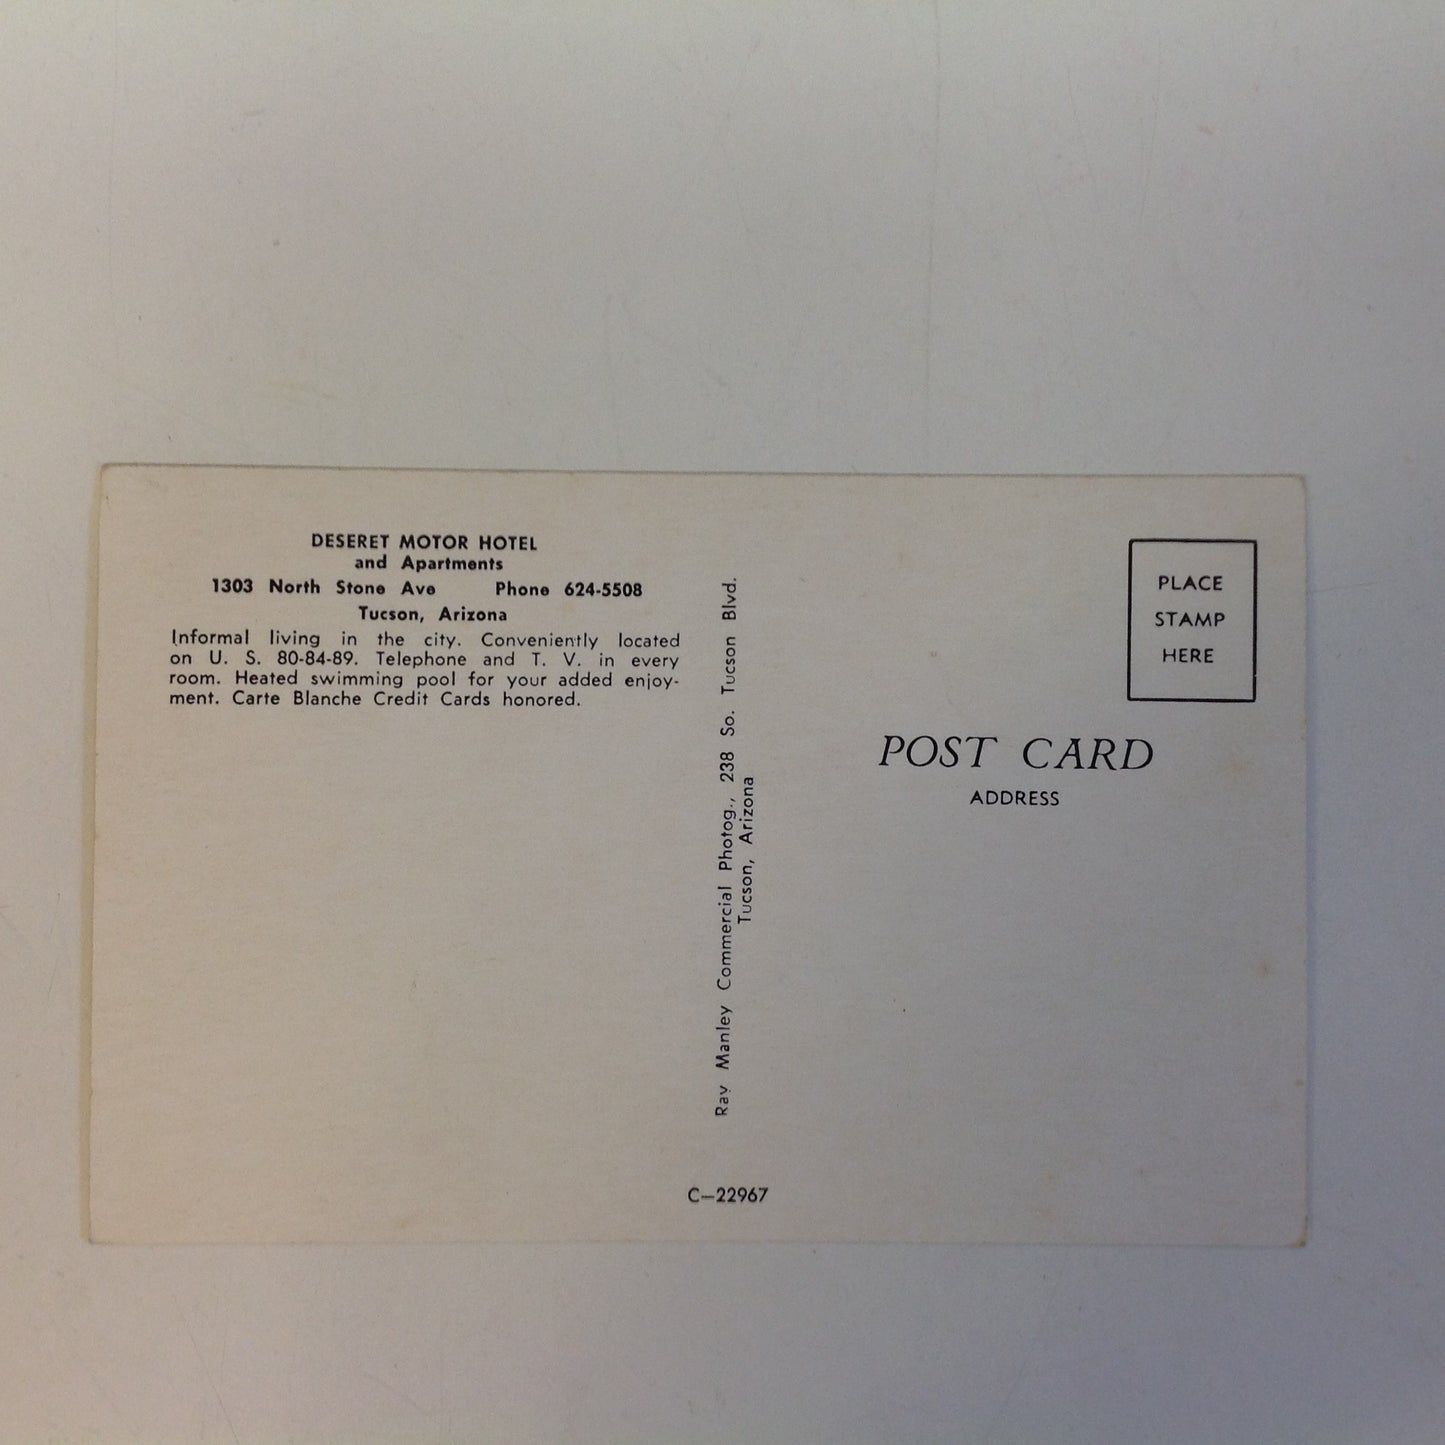 DESERET MOTOR HOTEL
and Apartments
1303 North Stone Ave Phone 624-5508
Tucson, Arizona
Informal living in the city. Conveniently located
on U. S. 80-84-89. Telephone and T. V. in every
room. Heated swimming pool for your added enjoy-
ment. Carte Blanche Credit Cards honored.
Ray Manley Commercial Photog., 238 So. Tucson Blvd.
Tucson, Arizona
C-22967
PLACE
STAMP
HERE
POST CARD
ADDRESS